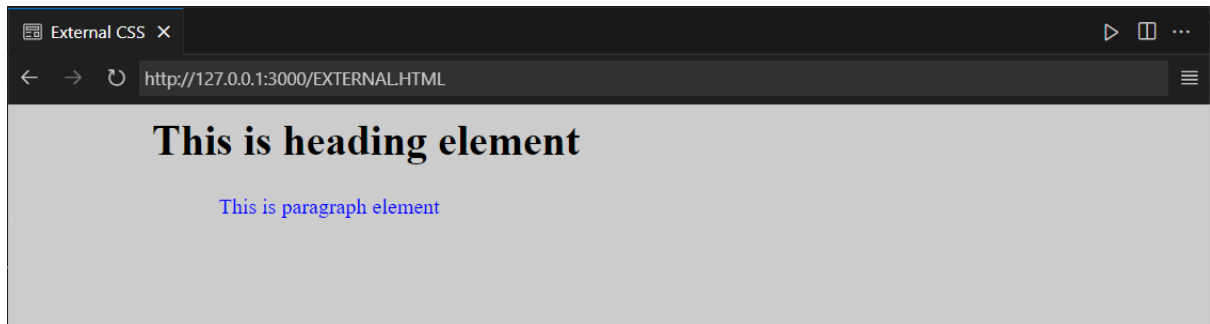 External CSS
http://127.0.0.1:3000/EXTERNAL.HTML
This is heading element
This is paragraph element